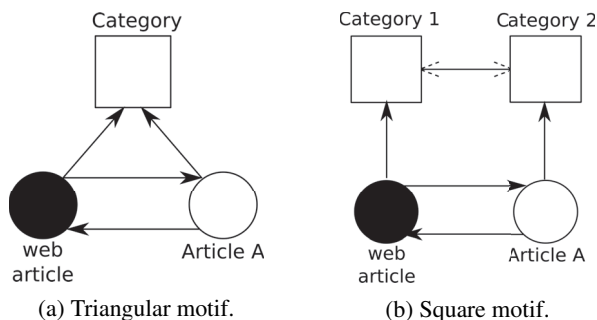 Category
web
article
Article A
(a) Triangular motif.
Category 1
Category 2
web
article
Article A
(b) Square motif.